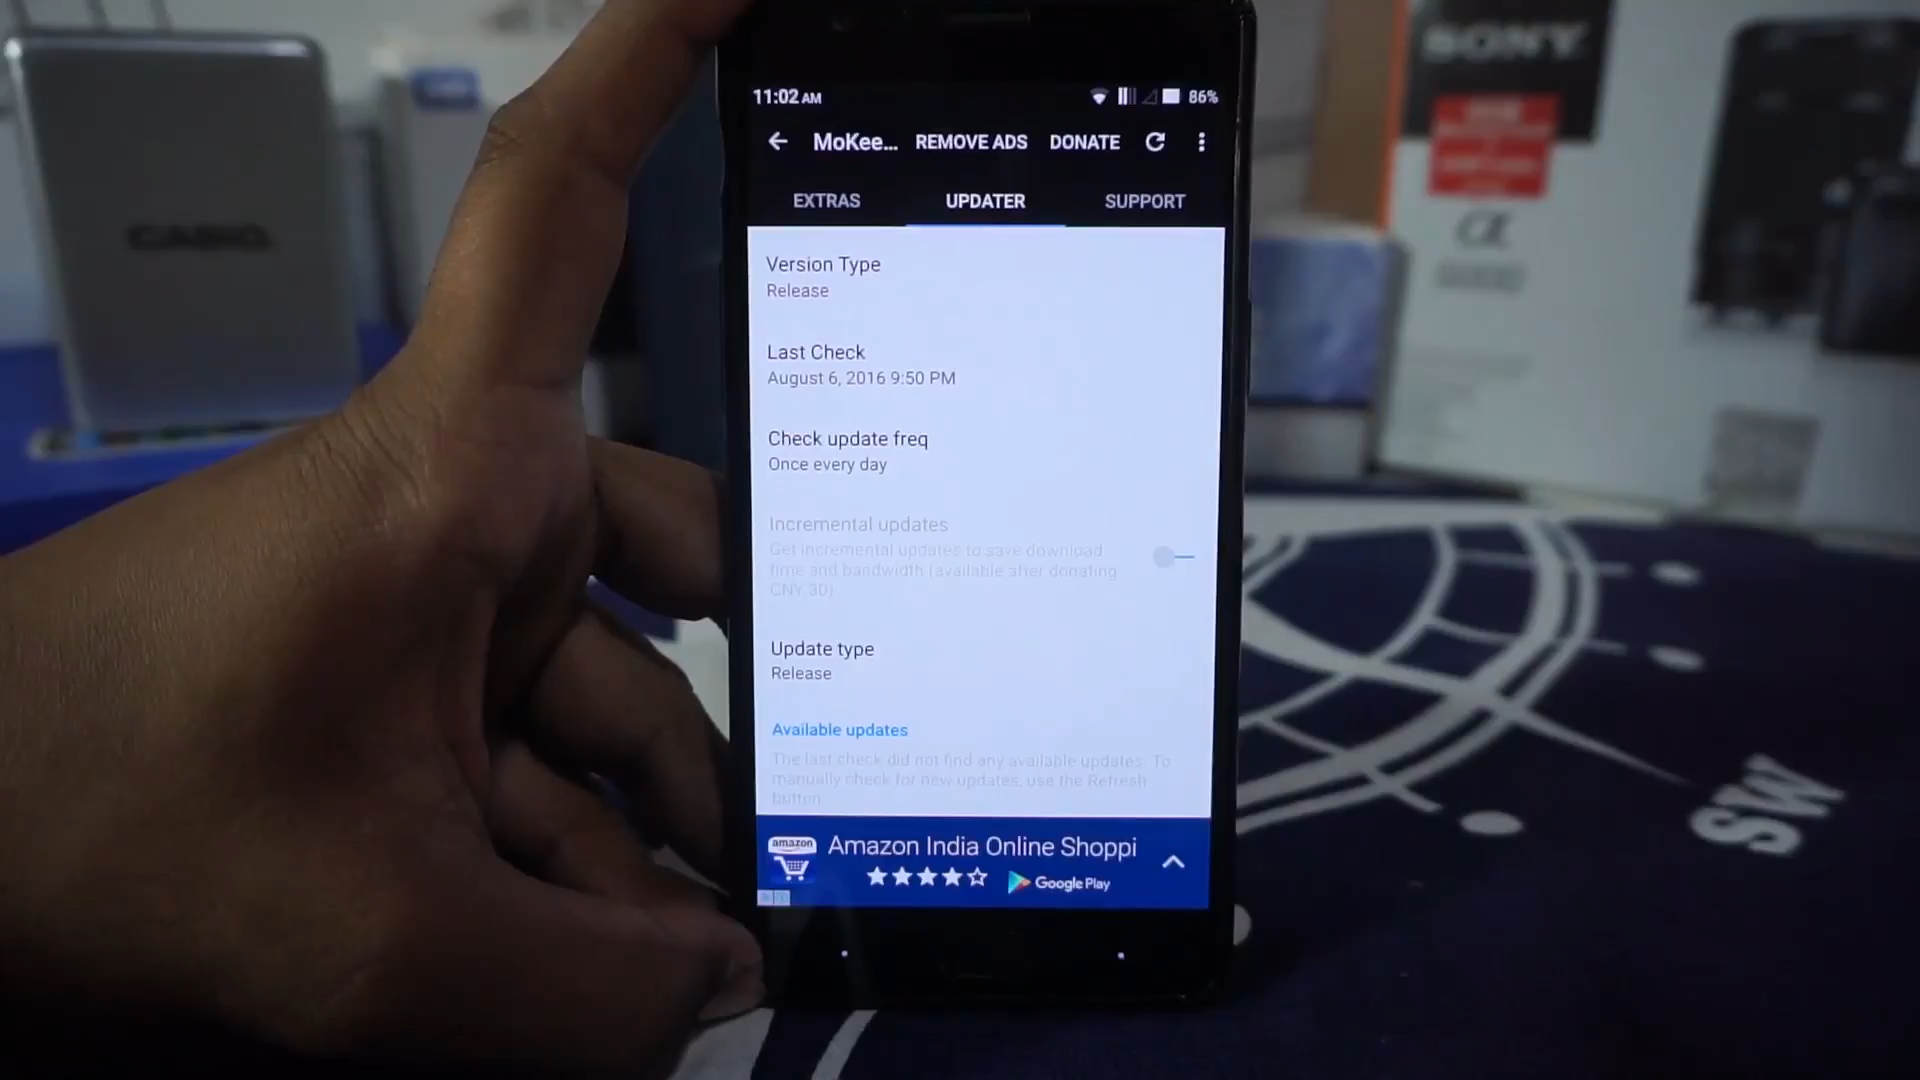 CASIO
SONY
α
11:02 AM
86%
MoKee... REMOVE ADS DONATE
EXTRAS UPDATER SUPPORT
Version Type
Release
Last Check
August 6, 2016 9:50 PM
Check update freq
Once every day
Incremental updates
Get incremental updates to save download
time and bandwidth (available after donating
CNY 30)
Update type
Release
Available updates
The last check did not find any available updates. To
manually check for new updates, use the Refresh
button
amazon
Amazon India Online Shoppi
Google Play
SW